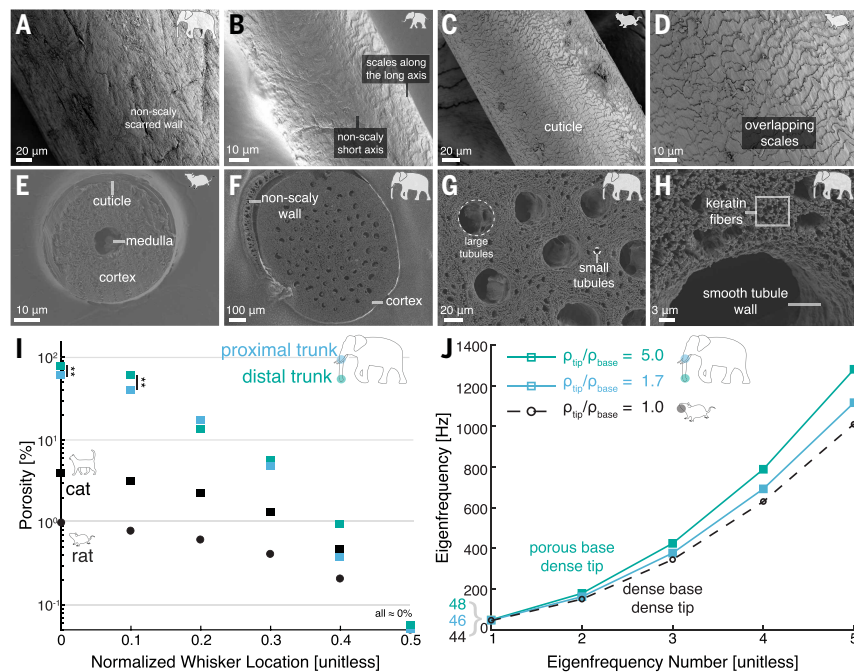 A
non-scaly
scarred wall
20 µm
B
scales along
the long axis
non-scaly
short axis
10 µm
C
cuticle
20 µm
D
overlapping
scales
10 µm
E
cuticle
medulla
cortex
10 µm
F
non-scaly
wall
cortex
100 µm
G
large
tubules
small
tubules
20 µm
H
keratin
fibers
smooth tubule
wall
3 µm
I
proximal trunk
distal trunk
**
**
cat
rat
all ≈ 0%
Porosity [%]
10²
10¹
10⁰
10⁻¹
0 0.1 0.2 0.3 0.4 0.5
Normalized Whisker Location [unitless]
J
ρtip/ρbase = 5.0
ρtip/ρbase = 1.7
ρtip/ρbase = 1.0
porous base
dense tip
dense base
dense tip
Eigenfrequency [Hz]
1400
1200
1000
800
600
400
200
0
48
46
44
1 2 3 4 5
Eigenfrequency Number [unitless]